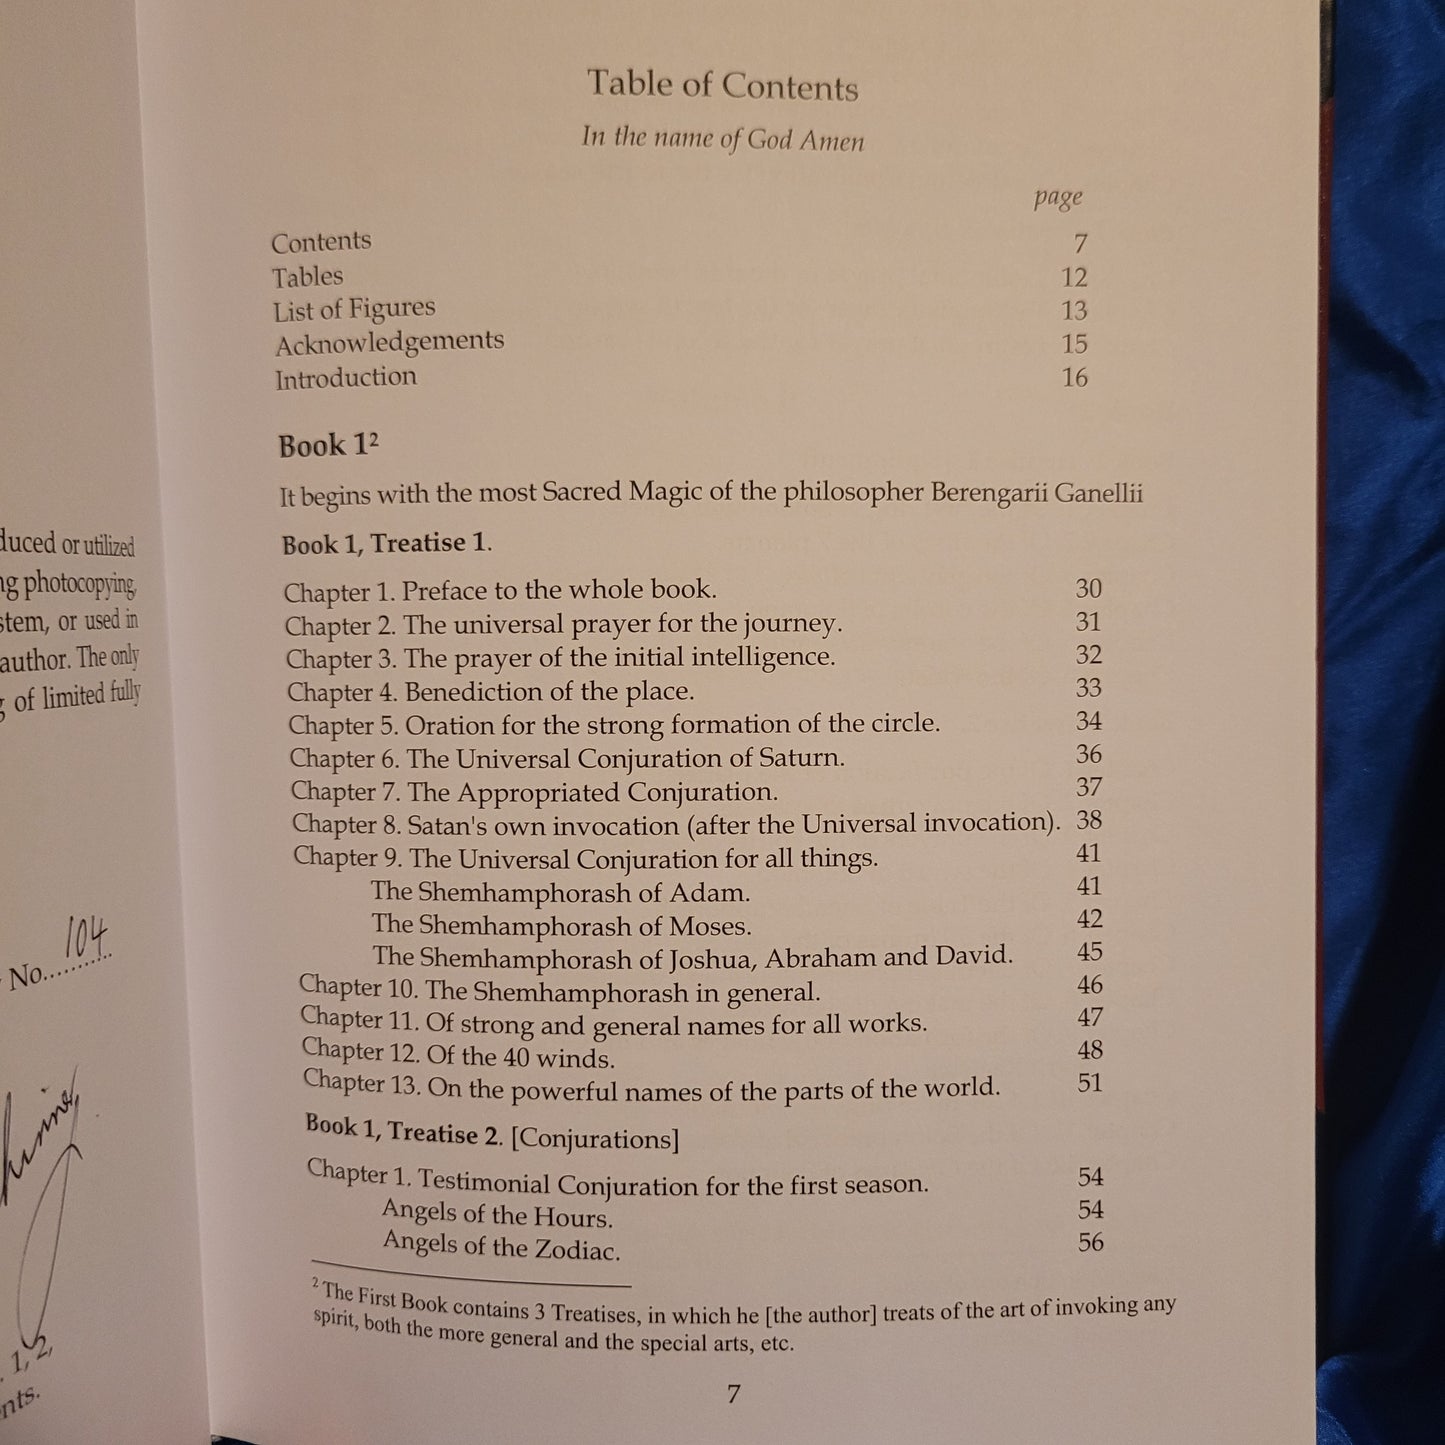 duced or utilized
photocopying,
or used in
author. The only
of limited fully
No.......... 104
1, 2,
Table of Contents
In the name of God Amen
page
Contents 7
Tables 12
List of Figures 13
Acknowledgements 15
Introduction 16
Book 1²
It begins with the most Sacred Magic of the philosopher Berengarii Ganellii
Book 1, Treatise 1.
Chapter 1. Preface to the whole book. 30
Chapter 2. The universal prayer for the journey. 31
Chapter 3. The prayer of the initial intelligence. 32
Chapter 4. Benediction of the place. 33
Chapter 5. Oration for the strong formation of the circle. 34
Chapter 6. The Universal Conjuration of Saturn. 36
Chapter 7. The Appropriated Conjuration. 37
Chapter 8. Satan's own invocation (after the Universal invocation). 38
Chapter 9. The Universal Conjuration for all things. 41
The Shemhamphorash of Adam. 41
The Shemhamphorash of Moses. 42
The Shemhamphorash of Joshua, Abraham and David. 45
Chapter 10. The Shemhamphorash in general. 46
Chapter 11. Of strong and general names for all works. 47
Chapter 12. Of the 40 winds. 48
Chapter 13. On the powerful names of the parts of the world. 51
Book 1, Treatise 2. [Conjurations]
Chapter 1. Testimonial Conjuration for the first season. 54
Angels of the Hours. 54
Angels of the Zodiac. 56
² The First Book contains 3 Treatises, in which he [the author] treats of the art of invoking any
spirit, both the more general and the special arts, etc.
7